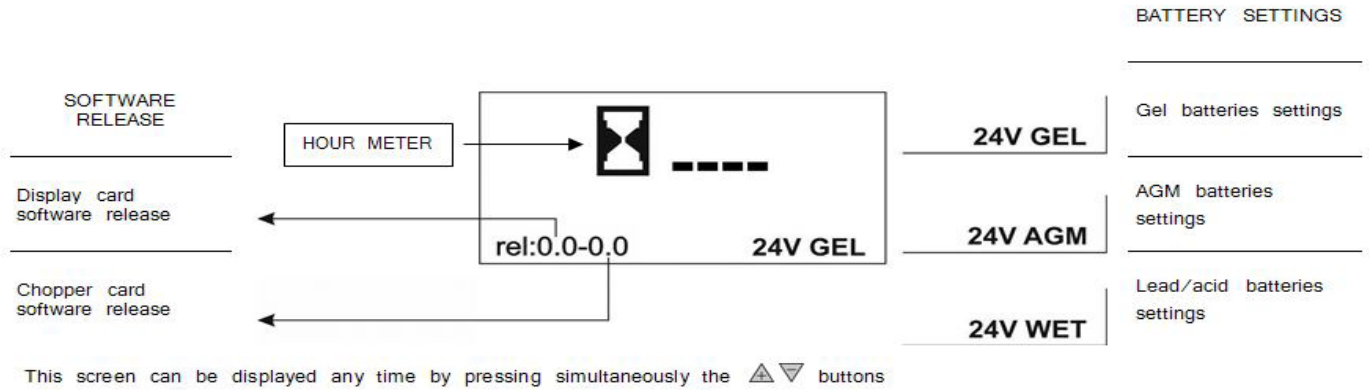 BATTERY SETTINGS
SOFTWARE
RELEASE
HOUR METER
Display card
software release
Chopper card
software release
rel:0.0-0.0
24V GEL
24V GEL
Gel batteries settings
24V AGM
AGM batteries
settings
24V WET
Lead/acid batteries
settings
This screen can be displayed any time by pressing simultaneously the buttons